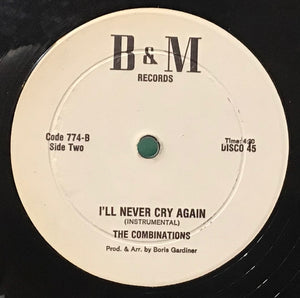 B & M
RECORDS
Code 774-B
Side Two
Time: 4:30
DISCO 45
I'LL NEVER CRY AGAIN
(INSTRUMENTAL)
THE COMBINATIONS
Prod. & Arr. by Boris Gardiner